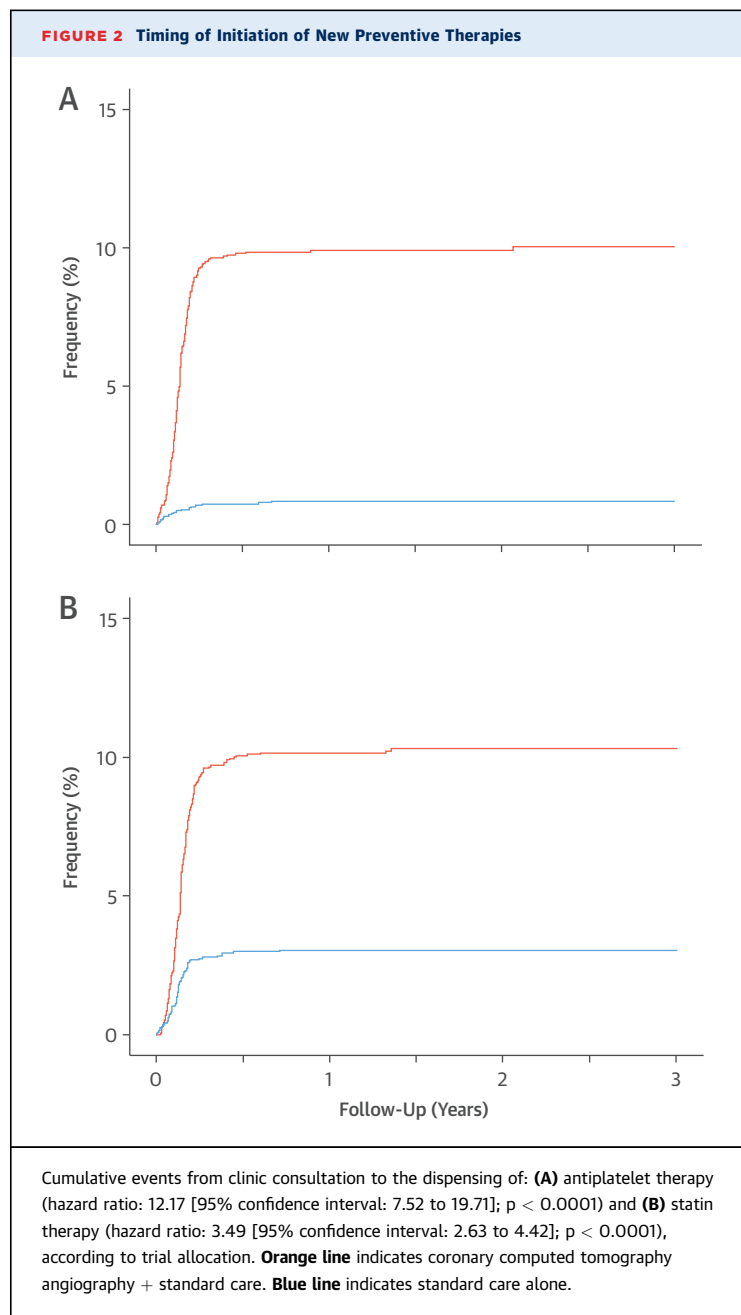 FIGURE 2 Timing of Initiation of New Preventive Therapies
A
15
10
5
0
Frequency (%)
B
15
10
5
0
Frequency (%)
0 1 2 3
Follow-Up (Years)
Cumulative events from clinic consultation to the dispensing of: (A) antiplatelet therapy
(hazard ratio: 12.17 [95% confidence interval: 7.52 to 19.71]; p < 0.0001) and (B) statin
therapy (hazard ratio: 3.49 [95% confidence interval: 2.63 to 4.42]; p < 0.0001),
according to trial allocation. Orange line indicates coronary computed tomography
angiography + standard care. Blue line indicates standard care alone.